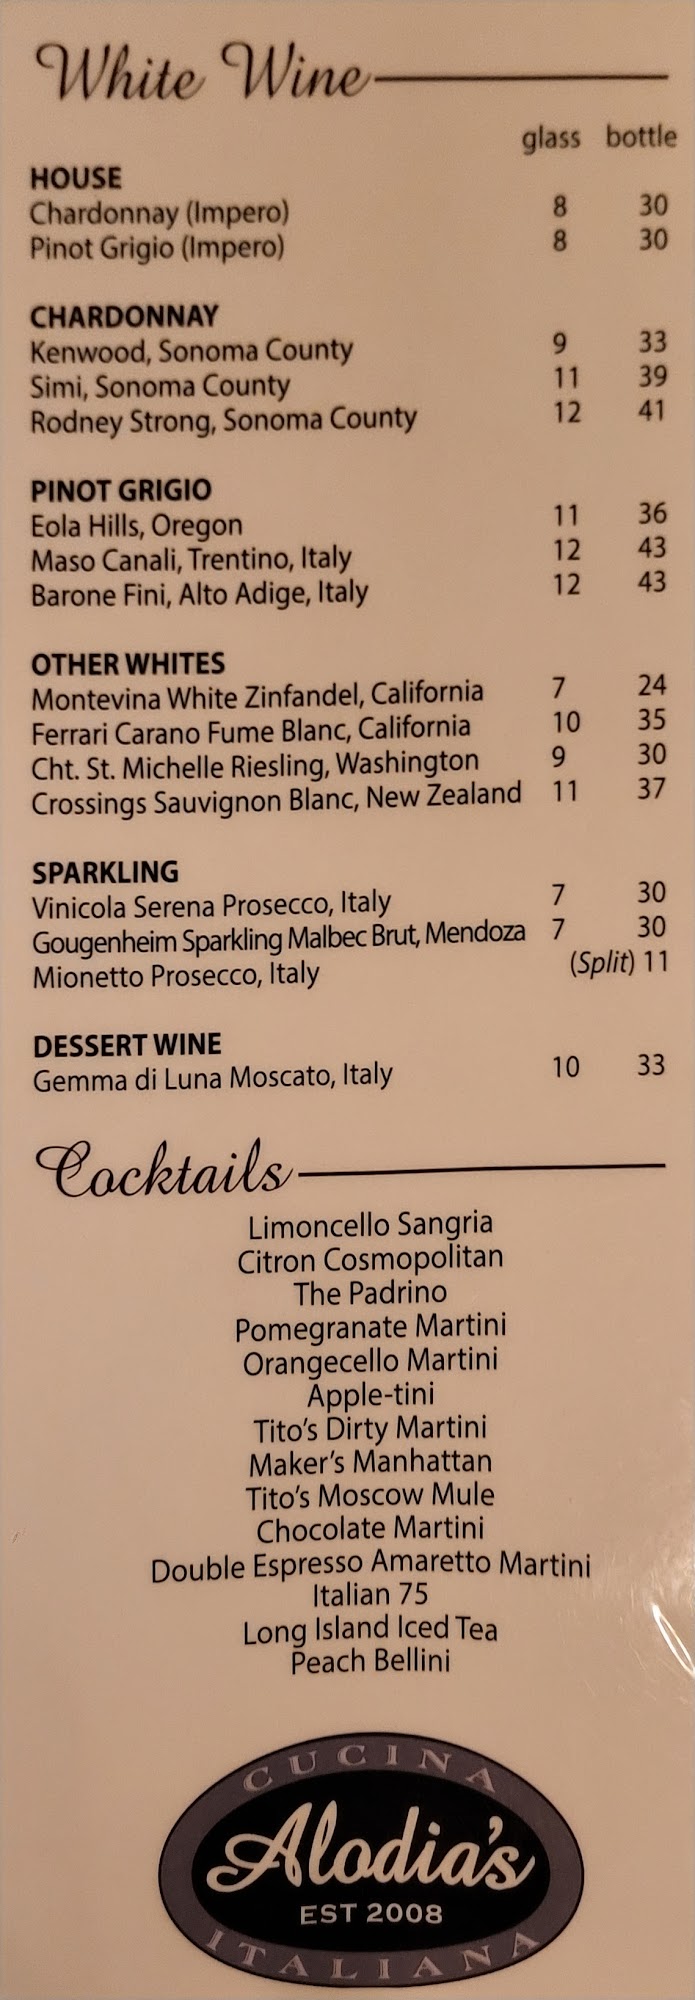 White Wine
glass bottle
HOUSE
Chardonnay (Impero) 8 30
Pinot Grigio (Impero) 8 30
CHARDONNAY
Kenwood, Sonoma County 9 33
Simi, Sonoma County 11 39
Rodney Strong, Sonoma County 12 41
PINOT GRIGIO
Eola Hills, Oregon 11 36
Maso Canali, Trentino, Italy 12 43
Barone Fini, Alto Adige, Italy 12 43
OTHER WHITES
Montevina White Zinfandel, California 7 24
Ferrari Carano Fume Blanc, California 10 35
Cht. St. Michelle Riesling, Washington 9 30
Crossings Sauvignon Blanc, New Zealand 11 37
SPARKLING
Vinicola Serena Prosecco, Italy 7 30
Gougenheim Sparkling Malbec Brut, Mendoza 7 30
Mionetto Prosecco, Italy (Split) 11
DESSERT WINE
Gemma di Luna Moscato, Italy 10 33
Cocktails
Limoncello Sangria
Citron Cosmopolitan
The Padrino
Pomegranate Martini
Orangecello Martini
Apple-tini
Tito's Dirty Martini
Maker's Manhattan
Tito's Moscow Mule
Chocolate Martini
Double Espresso Amaretto Martini
Italian 75
Long Island Iced Tea
Peach Bellini
CUCINA
Alodia's
EST 2008
ITALIANA